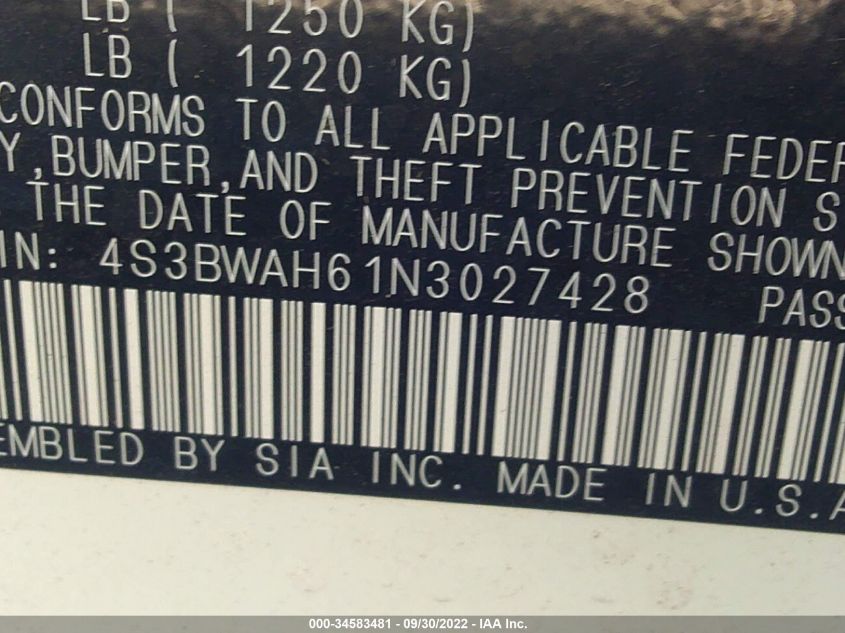 LB ( 1250 KG)
LB ( 1220 KG)
CONFORMS TO ALL APPLICABLE FEDER
Y,BUMPER,AND THEFT PREVENTION S
THE DATE OF MANUFACTURE SHOWN
IN: 4S3BWAH61N3027428 PASS
EMBLED BY SIA INC. MADE IN U.S.A
000-34583481 - 09/30/2022 - IAA Inc.